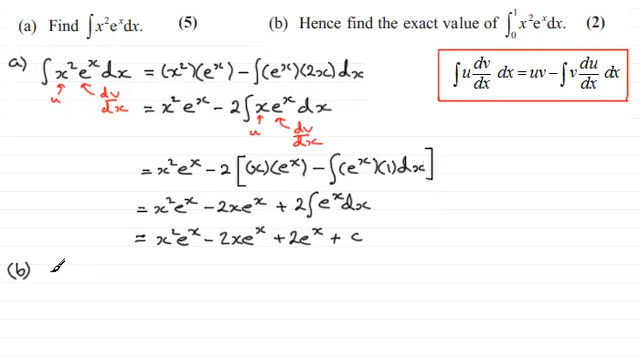 (a) Find ∫x²eˣdx. (5) (b) Hence find the exact value of ∫₀¹x²eˣdx. (2)
∫u dv/dx dx = uv − ∫v du/dx dx
a) ∫x²eˣdx = (x²)(eˣ) − ∫(eˣ)(2x)dx
u dv/dx
= x²eˣ − 2∫xeˣdx
u dv/dx
= x²eˣ − 2[(x)(eˣ) − ∫(eˣ)(1)dx]
= x²eˣ − 2xeˣ + 2∫eˣdx
= x²eˣ − 2xeˣ + 2eˣ + c
(b)